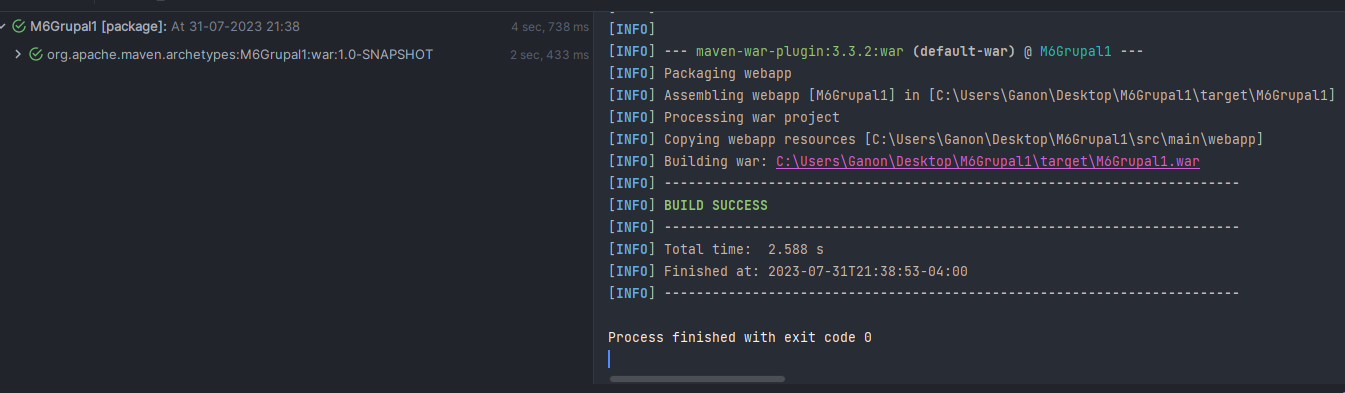 M6Grupal1 [package]: At 31-07-2023 21:38 4 sec, 738 ms
org.apache.maven.archetypes:M6Grupal1:war:1.0-SNAPSHOT 2 sec, 433 ms
[INFO]
[INFO] --- maven-war-plugin:3.3.2:war (default-war) @ M6Grupal1 ---
[INFO] Packaging webapp
[INFO] Assembling webapp [M6Grupal1] in [C:\Users\Ganon\Desktop\M6Grupal1\target\M6Grupal1]
[INFO] Processing war project
[INFO] Copying webapp resources [C:\Users\Ganon\Desktop\M6Grupal1\src\main\webapp]
[INFO] Building war: C:\Users\Ganon\Desktop\M6Grupal1\target\M6Grupal1.war
[INFO] ------------------------------------------------------------------------
[INFO] BUILD SUCCESS
[INFO] ------------------------------------------------------------------------
[INFO] Total time:  2.588 s
[INFO] Finished at: 2023-07-31T21:38:53-04:00
[INFO] ------------------------------------------------------------------------
Process finished with exit code 0